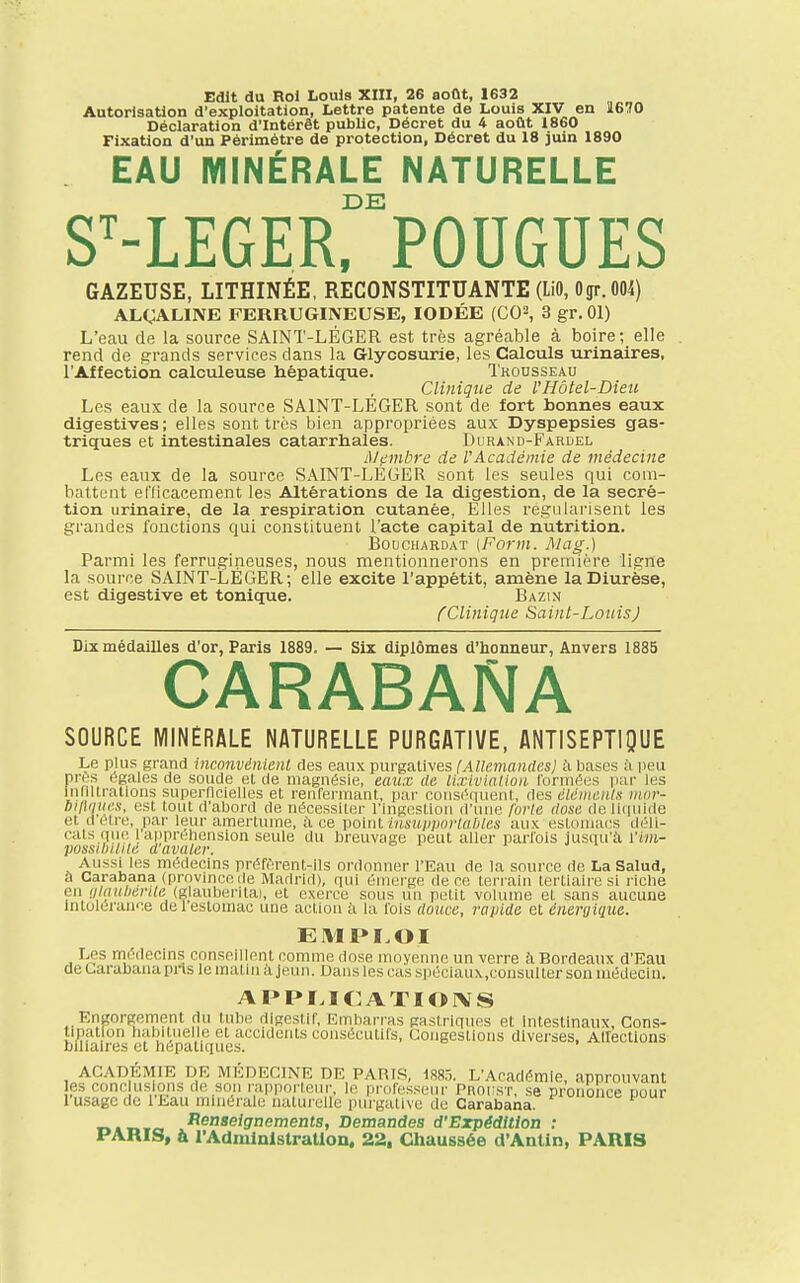 Edit du Roi Louis XIII, 26 août, 1632
Autorisation d'exploitation, Lettre patente de Louis XIV en 1670
Déclaration d'Intérêt public, Décret du 4 août 1860
Fixation d'un Périmètre de protection, Décret du 18 juin 1890
EAU MINÉRALE NATURELLE
DE
ST-LEGER, POUGUES
GAZEUSE, LITHINÉE, RECONSTITUANTE (LiO, 0gr.004)
ALÇALINE FERRUGINEUSE, IODÉE (CO², 3 gr. 01)
L'eau de la source SAINT-LÉGER est très agréable à boire; elle
rend de grands services dans la Glycosurie, les Calculs urinaires,
l'Affection calculeuse hépatique. TROUSSEAU
Clinique de l'Hôtel-Dieu
Les eaux de la source SAINT-LÉGER sont de fort bonnes eaux
digestives; elles sont très bien appropriées aux Dyspepsies gas-
triques et intestinales catarrhales. DURAND-FARDEL
Membre de l'Académie de médecine
Les eaux de la source SAINT-LÉGER sont les seules qui com-
battent efficacement les Altérations de la digestion, de la secré-
tion urinaire, de la respiration cutanée, Elles régularisent les
grandes fonctions qui constituent l'acte capital de nutrition.
BOUCHARDAT (Form. Mag.)
Parmi les ferrugineuses, nous mentionnerons en première ligne
la source SAINT-LÉGER; elle excite l'appétit, amène la Diurèse,
est digestive et tonique. BAZIN
(Clinique Saint-Louis)
Dix médailles d'or, Paris 1889. — Six diplômes d'honneur, Anvers 1885
CARABAÑA
SOURCE MINÉRALE NATURELLE PURGATIVE, ANTISEPTIQUE
Le plus grand inconvénient des eaux purgatives (Allemandes) à bases à peu
près égales de soude et de magnésie, eaux de lixiviation formées par les
infiltrations superficielles et renfermant, par conséquent, des éléments mor-
bifiques, est tout d'abord de nécessiter l'ingestion d'une forte dose de liquide
et d'être, par leur amertume, à ce point insupportables aux estomacs déli-
cats que l'appréhension seule du breuvage peut aller parfois jusqu'à l'im-
possibilité d'avaler.
Aussi les médecins préfèrent-ils ordonner l'Eau de la source de La Salud,
à Carabana (province de Madrid), qui émerge de ce terrain tertiaire si riche
en glaubérite (glauberita), et exerce sous un petit volume et sans aucune
intolérance de l'estomac une action à la fois douce, rapide et énergique.
EMPLOI
Les médecins conseillent comme dose moyenne un verre à Bordeaux d'Eau
de Carabana pris le matin à jeun. Dans les cas spéciaux, consulter son médecin.
APPLICATIONS
Engorgement du tube digestif, Embarras gastriques et intestinaux, Cons-
tipation habituelle et accidents consécutifs, Congestions diverses, Affections
biliaires et hépatiques.
ACADÉMIE DE MÉDECINE DE PARIS, 1885. L'Académie, approuvant
les conclusions de son rapporteur, le professeur PROUST, se prononce pour
l'usage de l'Eau minérale naturelle purgative de Carabana.
Renseignements, Demandes d'Expédition :
PARIS, à l'Administration, 22, Chaussée d'Antin, PARIS